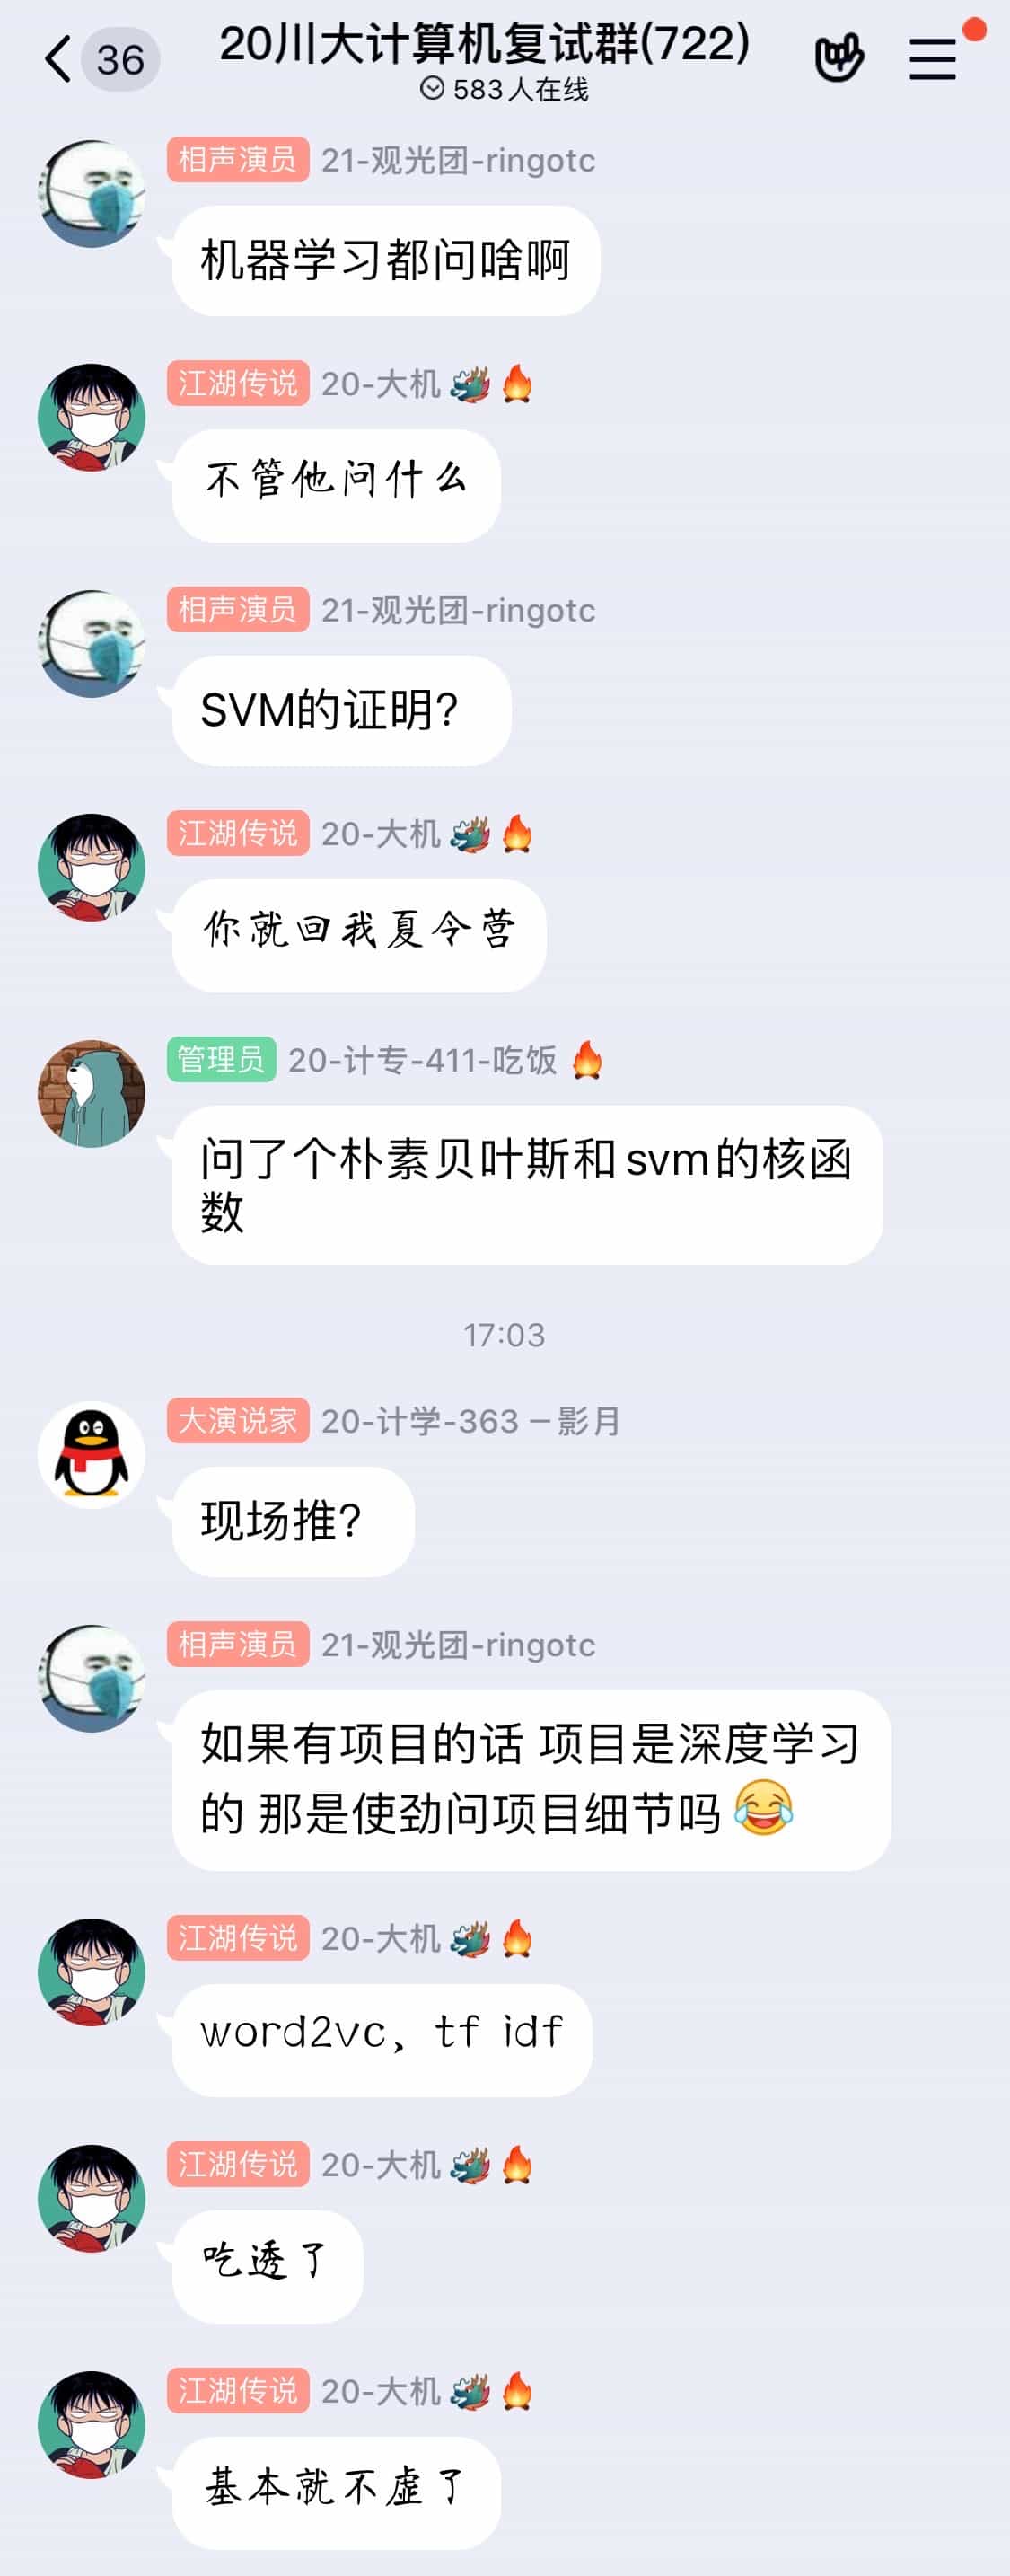 36
20川大计算机复试群(722)
583人在线
相声演员 21-观光团-ringotc
机器学习都问啥啊
江湖传说 20-大机🐲🔥
不管他问什么
相声演员 21-观光团-ringotc
SVM的证明?
江湖传说 20-大机🐲🔥
你就回我夏令营
管理员 20-计专-411-吃饭🔥
问了个朴素贝叶斯和svm的核函
数
17:03
大演说家 20-计学-363 －影月
现场推?
相声演员 21-观光团-ringotc
如果有项目的话 项目是深度学习
的 那是使劲问项目细节吗😂
江湖传说 20-大机🐲🔥
word2vc, tf idf
江湖传说 20-大机🐲🔥
吃透了
江湖传说 20-大机🐲🔥
基本就不虚了